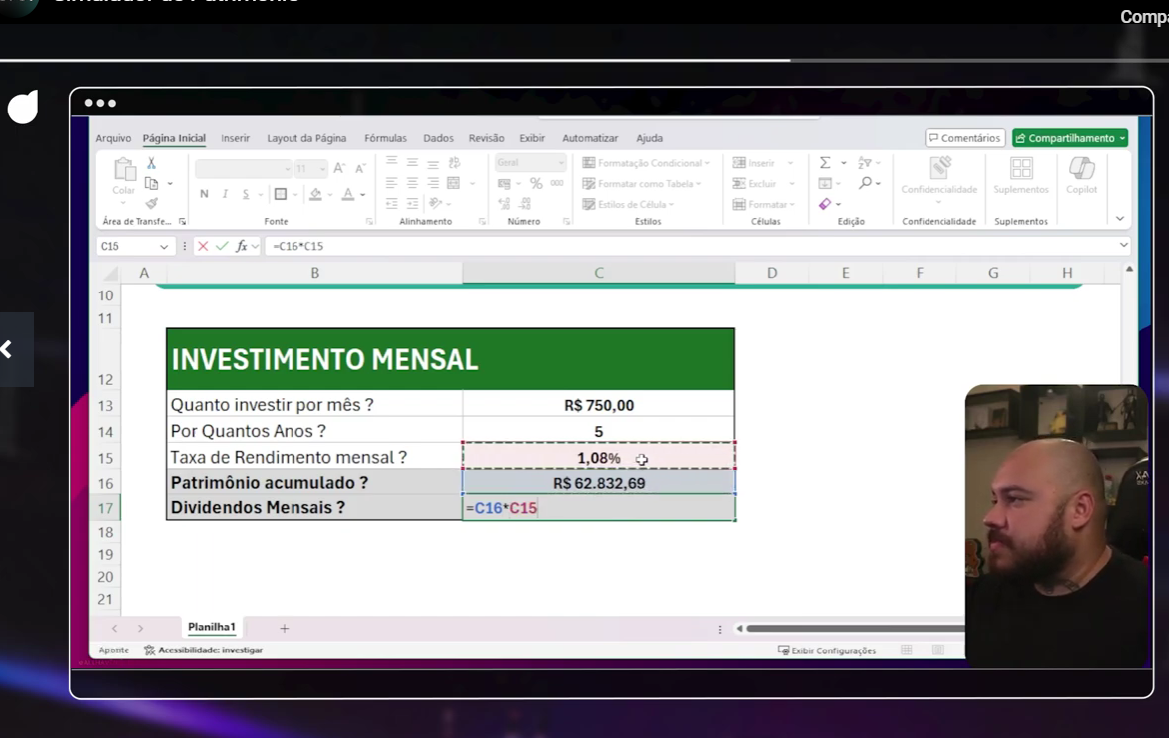 Compa
Arquivo Página Inicial Inserir Layout da Página Fórmulas Dados Revisão Exibir Automatizar Ajuda Comentários Compartilhamento
Geral Formatação Condicional Inserir
11 A A
Colar N I S A % 000 Formatar como Tabela Excluir Confidencialidade Suplementos Copilot
Estilos de Célula Formatar
Área de Transfe... Fonte Alinhamento Número Estilos Células Edição Confidencialidade Suplementos
C15 fx =C16*C15
A B C D E F G H
10
11
12 INVESTIMENTO MENSAL
13 Quanto investir por mês ? R$ 750,00
14 Por Quantos Anos ? 5
15 Taxa de Rendimento mensal ? 1,08%
16 Patrimônio acumulado ? R$ 62.832,69
17 Dividendos Mensais ? =C16*C15
18
19
20
21
Planilha1
Aponte Acessibilidade: investigar Exibir Configurações